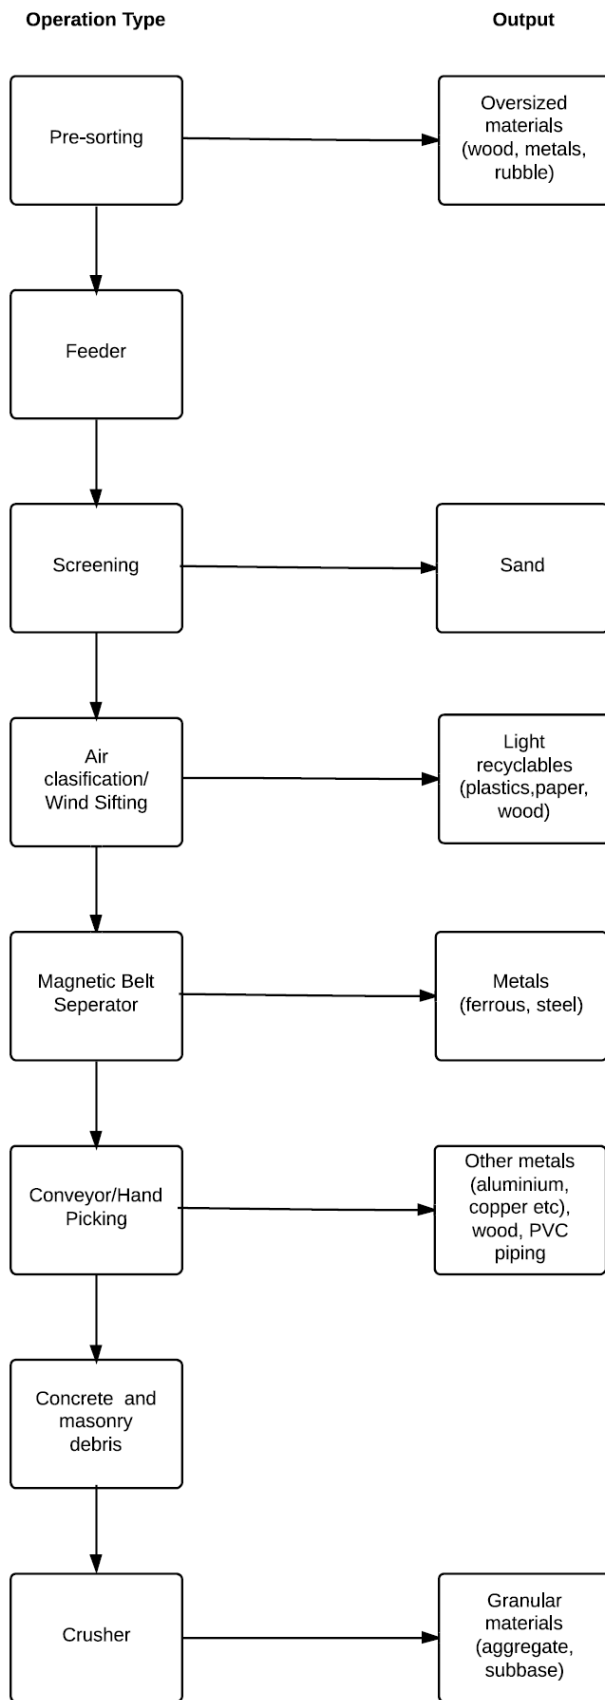 Operation Type
Output
Pre-sorting
Oversized
materials
(wood, metals,
rubble)
Feeder
Screening
Sand
Air
clasification/
Wind Sifting
Light
recyclables
(plastics,paper,
wood)
Magnetic Belt
Seperator
Metals
(ferrous, steel)
Conveyor/Hand
Picking
Other metals
(aluminium,
copper etc),
wood, PVC
piping
Concrete and
masonry
debris
Crusher
Granular
materials
(aggregate,
subbase)